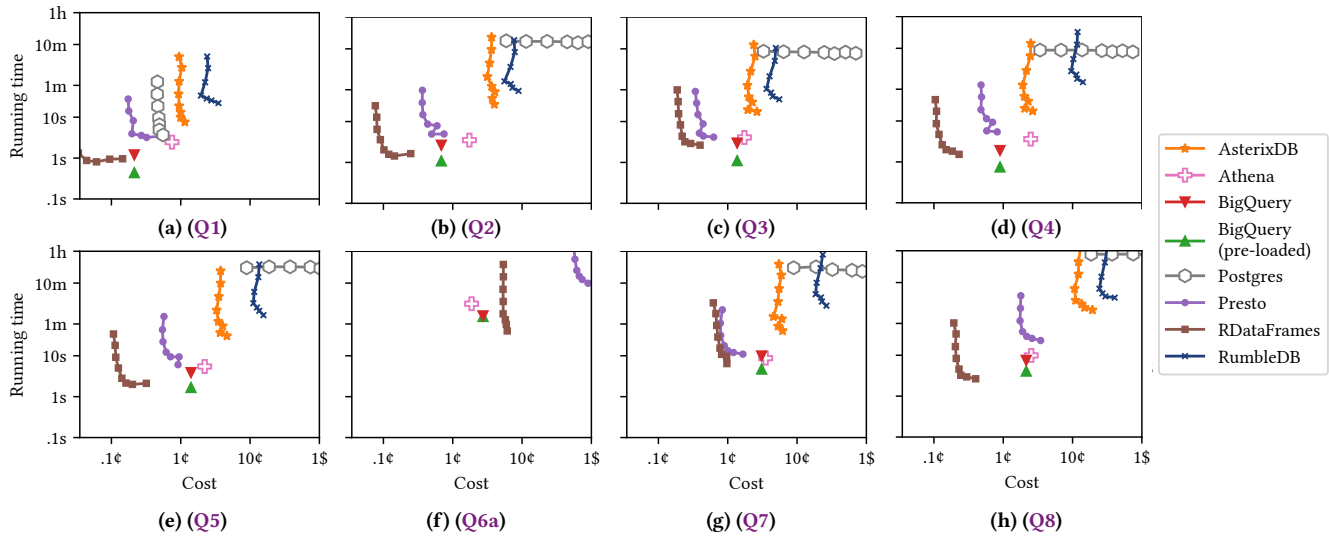 1h
10m
1m
10s
1s
.1s
Running time
(a) (Q1)
(b) (Q2)
(c) (Q3)
(d) (Q4)
1h
10m
1m
10s
1s
.1s
Running time
.1¢ 1¢ 10¢ 1$
Cost
.1¢ 1¢ 10¢ 1$
Cost
.1¢ 1¢ 10¢ 1$
Cost
.1¢ 1¢ 10¢ 1$
Cost
(e) (Q5)
(f) (Q6a)
(g) (Q7)
(h) (Q8)
AsterixDB
Athena
BigQuery
BigQuery
(pre-loaded)
Postgres
Presto
RDataFrames
RumbleDB